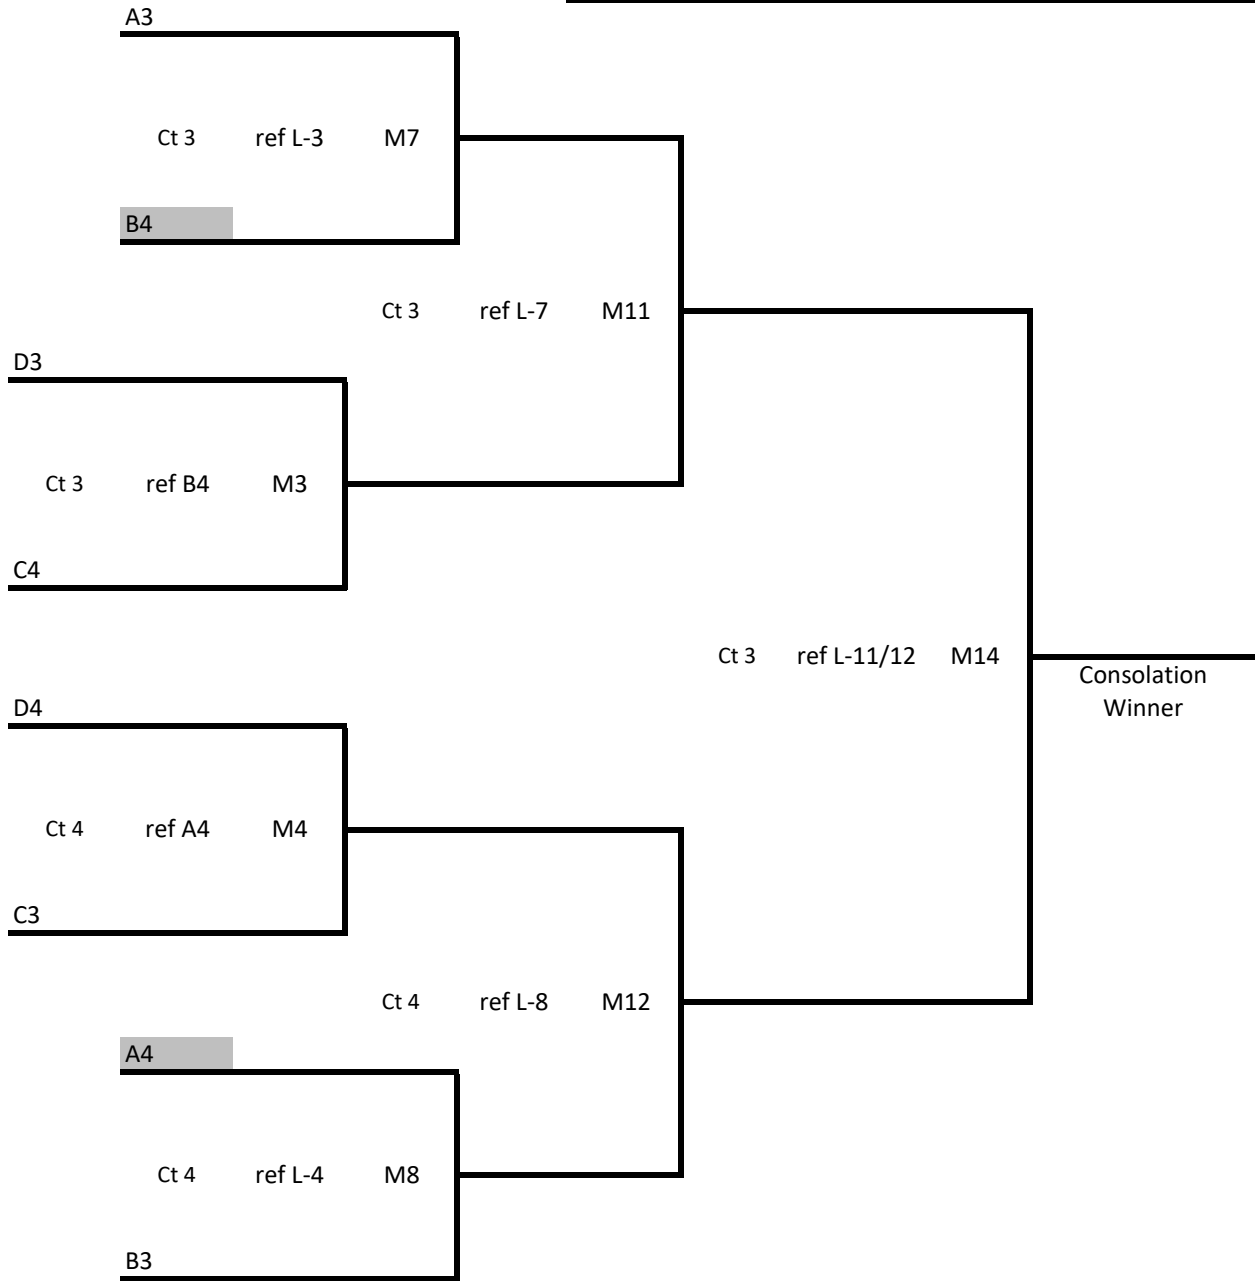 A3
Ct 3 ref L-3 M7
B4
Ct 3 ref L-7 M11
D3
Ct 3 ref B4 M3
C4
Ct 3 ref L-11/12 M14
Consolation
Winner
D4
Ct 4 ref A4 M4
C3
Ct 4 ref L-8 M12
A4
Ct 4 ref L-4 M8
B3